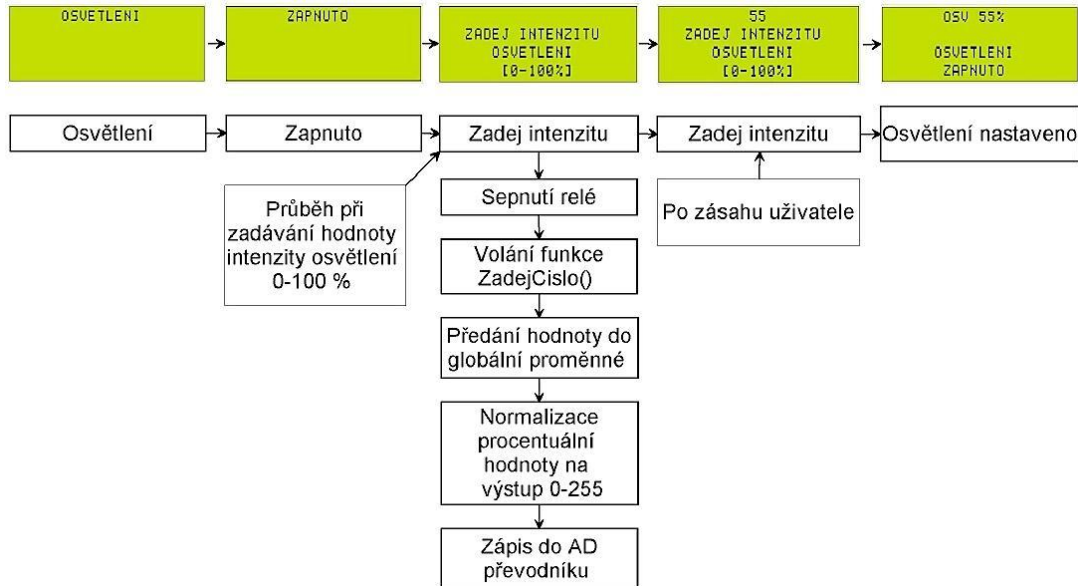 OSVETLENI
ZAPNUTO
ZADEJ INTENZITU
OSVETLENI
[0-100%]
55
ZADEJ INTENZITU
OSVETLENI
[0-100%]
OSV 55%
OSVETLENI
ZAPNUTO
Osvětlení
Zapnuto
Zadej intenzitu
Zadej intenzitu
Osvětlení nastaveno
Průběh při
zadávání hodnoty
intenzity osvětlení
0-100 %
Sepnutí relé
Po zásahu uživatele
Volání funkce
ZadejCislo()
Předání hodnoty do
globální proměnné
Normalizace
procentuální
hodnoty na
výstup 0-255
Zápis do AD
převodníku